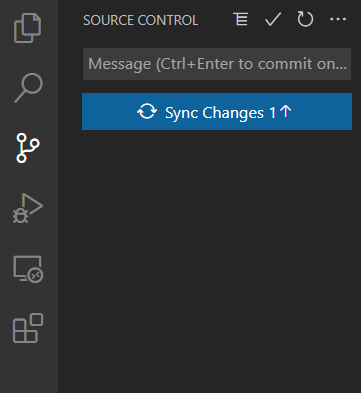 SOURCE CONTROL
Message (Ctrl+Enter to commit on...
Sync Changes 1↑